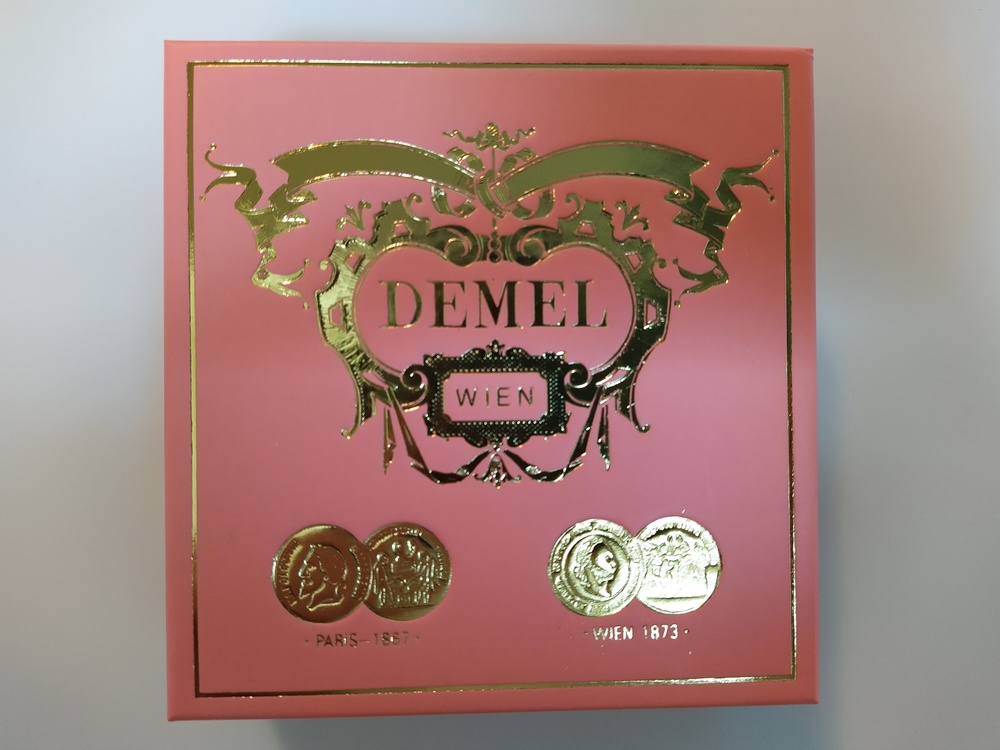 DEMEL
WIEN
· PARIS—1867 ·
· WIEN 1873 ·